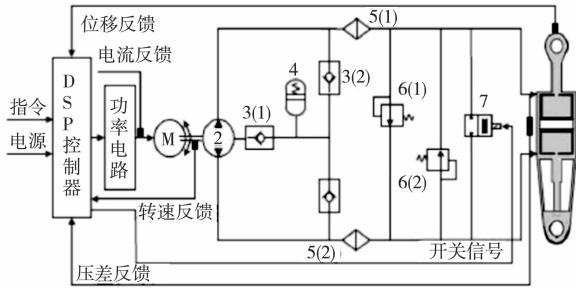 位移反馈
电流反馈
指令
电源
DSP控制器
功率电路
M
2
3(1)
4
3(2)
5(1)
6(1)
6(2)
7
转速反馈
5(2)
开关信号
压差反馈